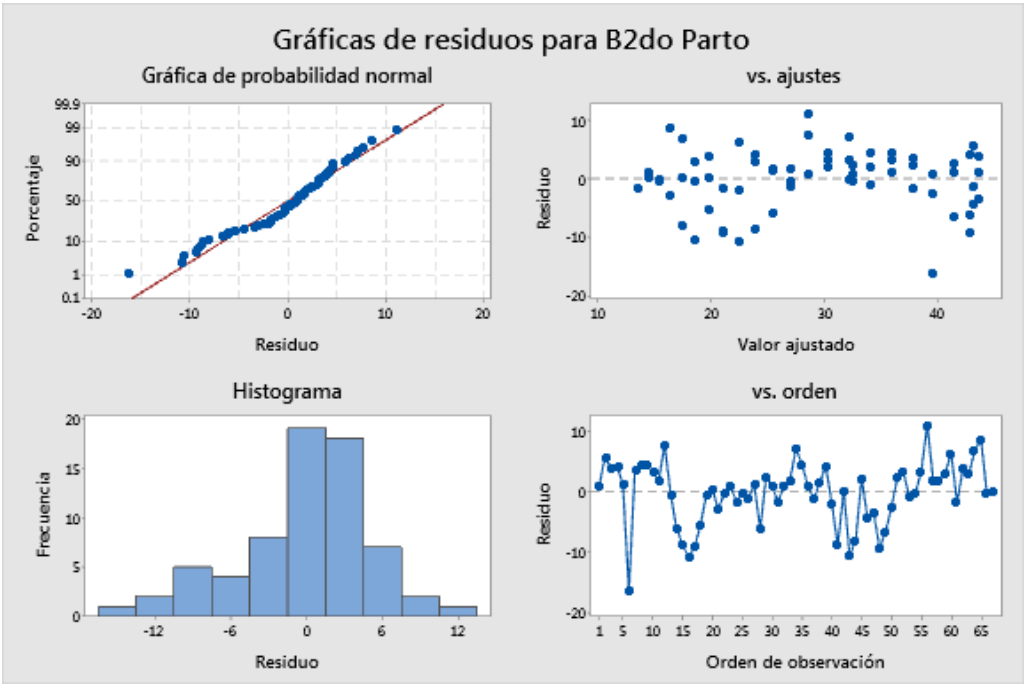 Gráficas de residuos para B2do Parto
Gráfica de probabilidad normal
99.9
99
90
50
10
1
0.1
Porcentaje
-20 -10 0 10 20
Residuo
vs. ajustes
10
0
-10
-20
Residuo
10 20 30 40
Valor ajustado
Histograma
20
15
10
5
0
Frecuencia
-12 -6 0 6 12
Residuo
vs. orden
10
0
-10
-20
Residuo
1 5 10 15 20 25 30 35 40 45 50 55 60 65
Orden de observación